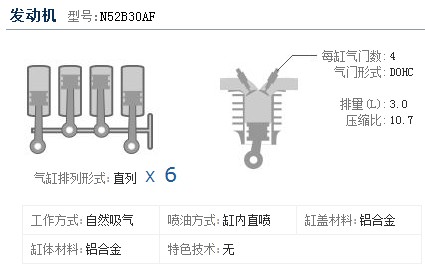 发动机 型号:N52B30AF
每缸气门数: 4
气门形式: DOHC
排量(L): 3.0
压缩比: 10.7
气缸排列形式: 直列 X 6
工作方式: 自然吸气 喷油方式: 缸内直喷 缸盖材料: 铝合金
缸体材料: 铝合金 特色技术: 无